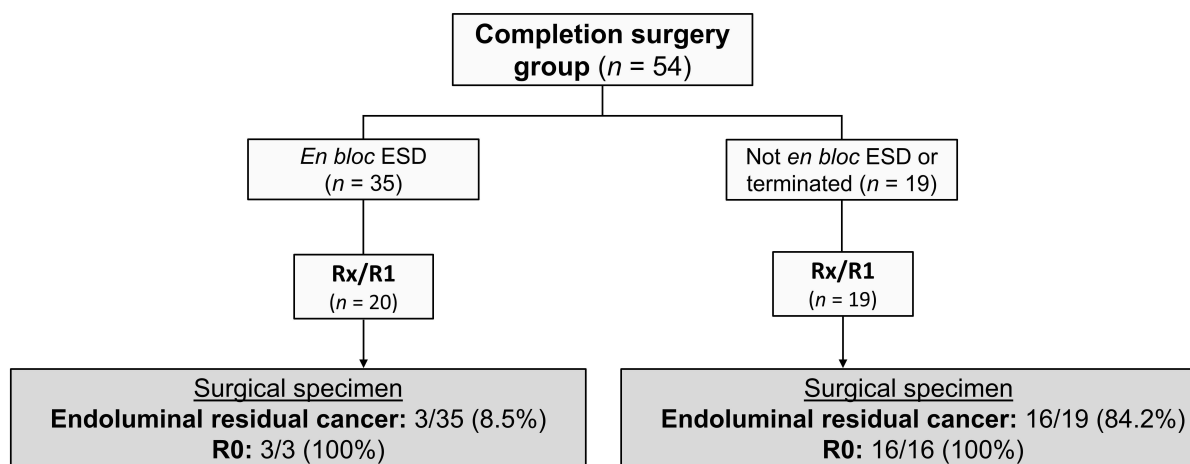 Completion surgery
group (n = 54)
En bloc ESD
(n = 35)
Not en bloc ESD or
terminated (n = 19)
Rx/R1
(n = 20)
Rx/R1
(n = 19)
Surgical specimen
Endoluminal residual cancer: 3/35 (8.5%)
R0: 3/3 (100%)
Surgical specimen
Endoluminal residual cancer: 16/19 (84.2%)
R0: 16/16 (100%)